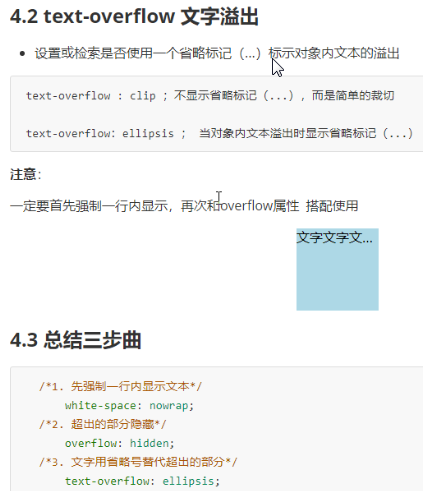 4.2 text-overflow 文字溢出
• 设置或检索是否使用一个省略标记（...）标示对象内文本的溢出
text-overflow : clip ; 不显示省略标记（...），而是简单的裁切
text-overflow: ellipsis ; 当对象内文本溢出时显示省略标记（...）
注意：
一定要首先强制一行内显示，再次和overflow属性 搭配使用
文字文字文...
4.3 总结三步曲
/*1. 先强制一行内显示文本*/
white-space: nowrap;
/*2. 超出的部分隐藏*/
overflow: hidden;
/*3. 文字用省略号替代超出的部分*/
text-overflow: ellipsis;